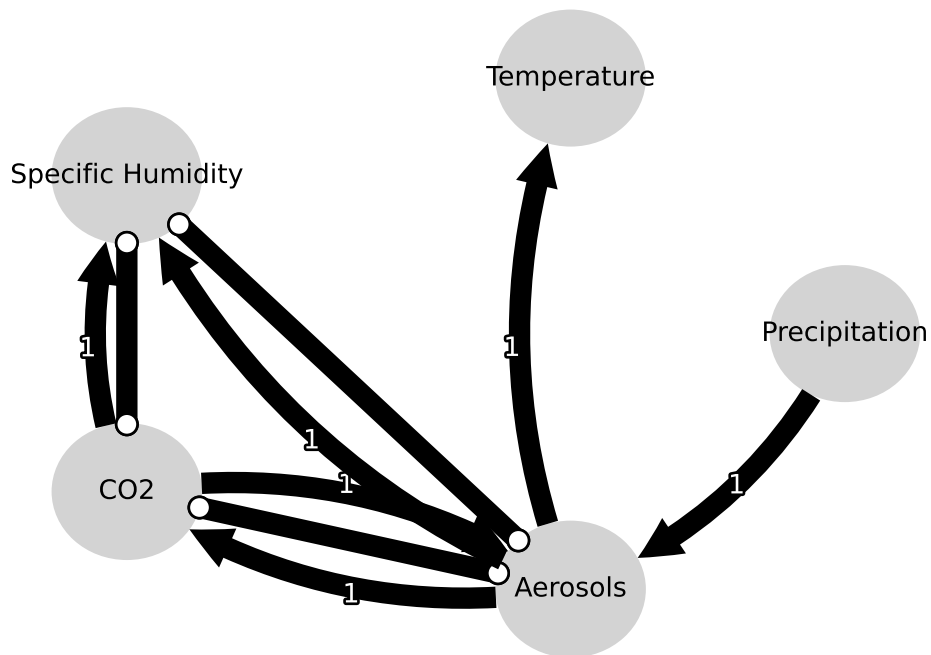 Temperature
Specific Humidity
Precipitation
1
1
1
1
1
CO2
Aerosols
1